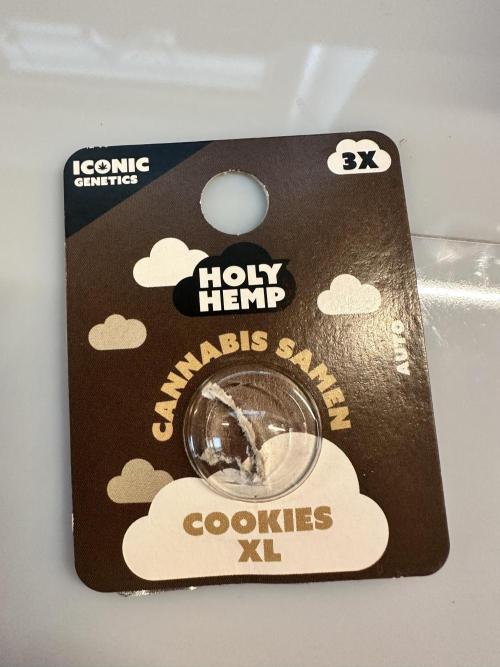 ICONIC
GENETICS
3X
HOLY
HEMP
AUTO
CANNABIS SAMEN
COOKIES
XL